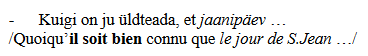 - Kuigi on ju üldteada, et jaanipäev …
/Quoiqu'il soit bien connu que le jour de S.Jean …/